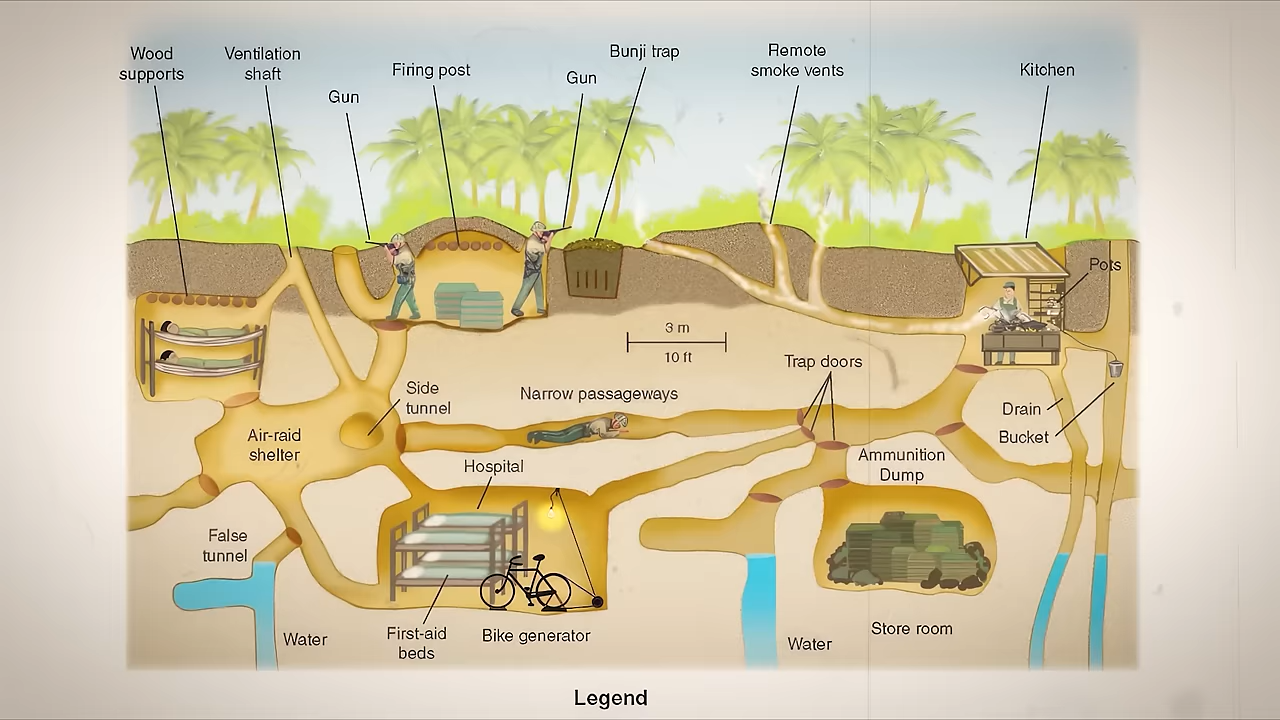 Wood
supports
Ventilation
shaft
Gun
Firing post
Gun
Bunji trap
Remote
smoke vents
Kitchen
Pots
3 m
10 ft
Trap doors
Side
tunnel
Narrow passageways
Drain
Bucket
Air-raid
shelter
Hospital
Ammunition
Dump
False
tunnel
Water
First-aid
beds
Bike generator
Water
Store room
Legend